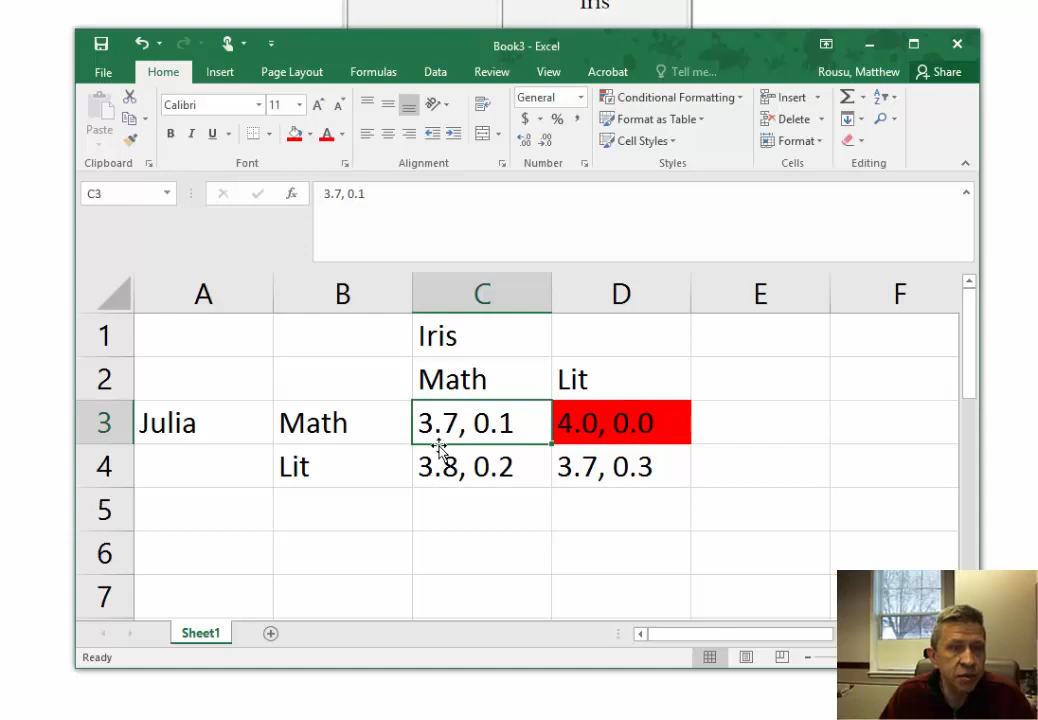 Iris
Book3 - Excel
File Home Insert Page Layout Formulas Data Review View Acrobat Tell me... Rousu, Matthew Share
Calibri 11 A A General Conditional Formatting Insert Σ
Paste B I U A $ % , Format as Table Delete
Cell Styles Format
Clipboard Font Alignment Number Styles Cells Editing
C3 fx 3.7, 0.1
A B C D E F
1 Iris
2 Math Lit
3 Julia Math 3.7, 0.1 4.0, 0.0
4 Lit 3.8, 0.2 3.7, 0.3
5
6
7
Sheet1
Ready